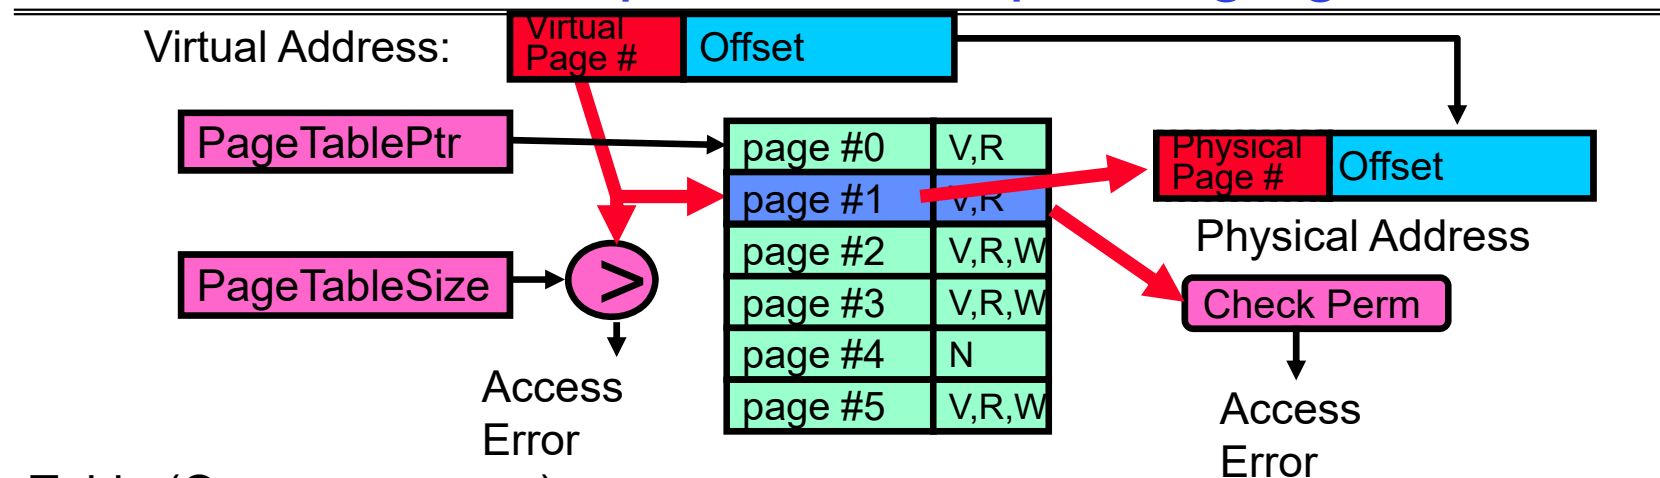 Virtual Address:
Virtual
Page #
Offset
PageTablePtr
page #0 V,R
page #1 V,R
page #2 V,R,W
page #3 V,R,W
page #4 N
page #5 V,R,W
Physical
Page #
Offset
Physical Address
PageTableSize
>
Check Perm
Access
Error
Access
Error